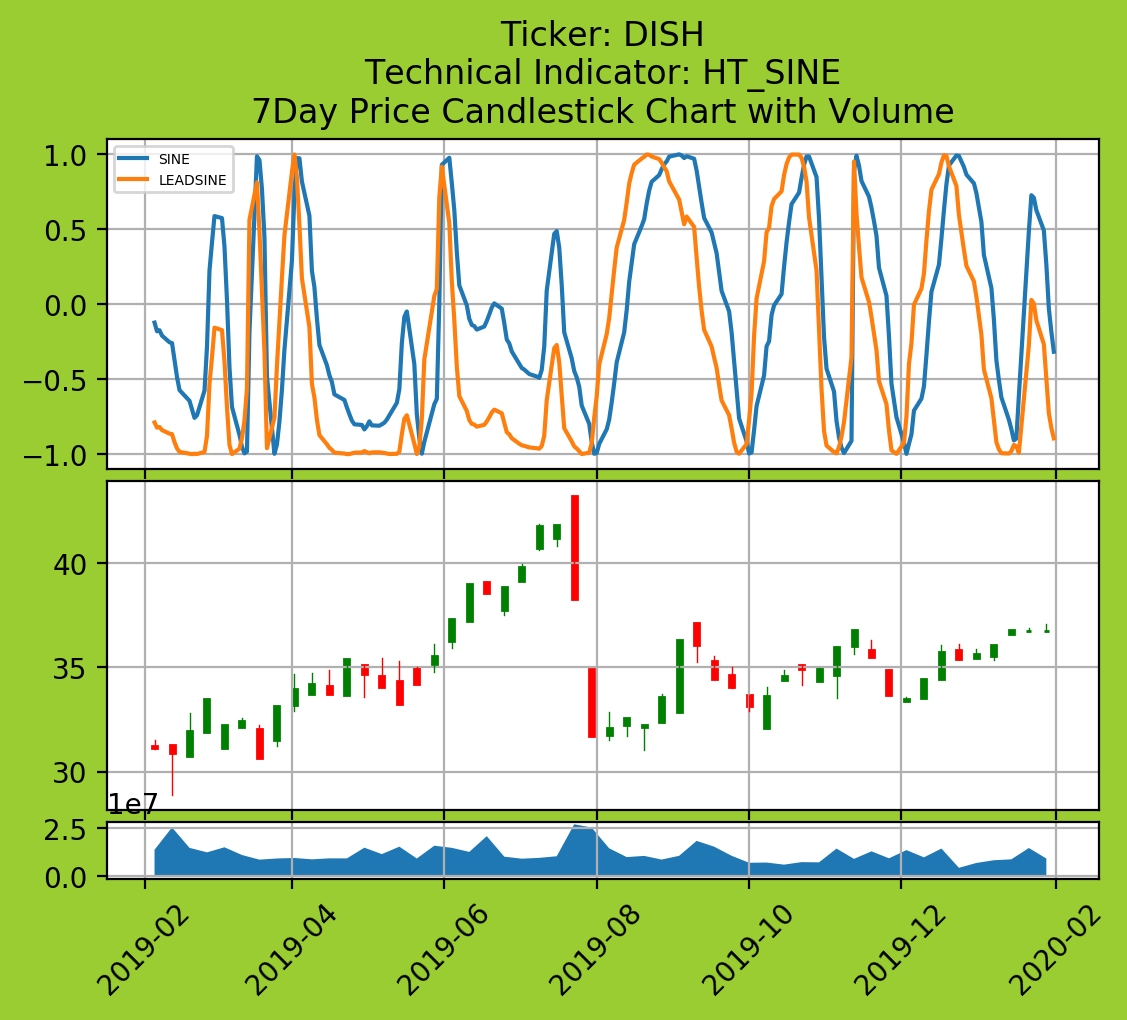 Ticker: DISH
Technical Indicator: HT_SINE
7Day Price Candlestick Chart with Volume
SINE
LEADSINE
1.0
0.5
0.0
−0.5
−1.0
40
35
30
1e7
2.5
0.0
2019-02
2019-04
2019-06
2019-08
2019-10
2019-12
2020-02